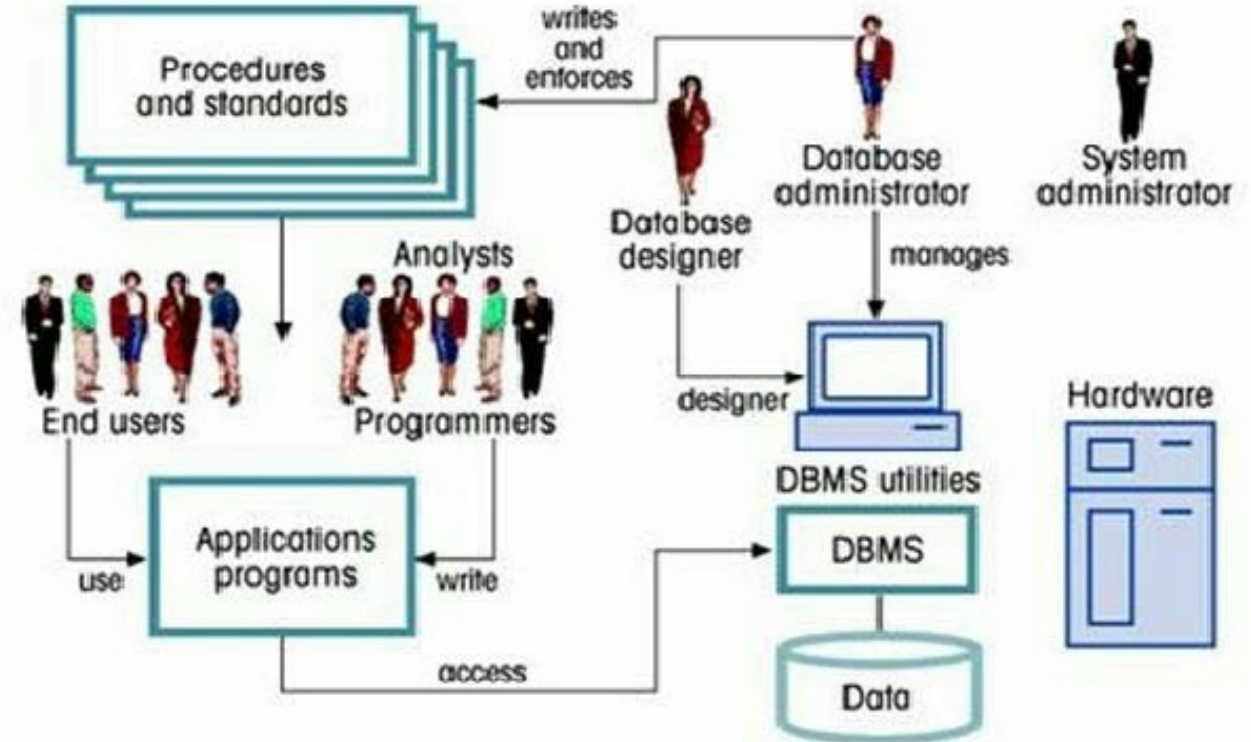 writes
and
enforces
Procedures
and standards
Database
administrator
System
administrator
Database
designer
manages
Analysts
End users
Programmers
designer
Hardware
DBMS utilities
Applications
programs
DBMS
use
write
access
Data